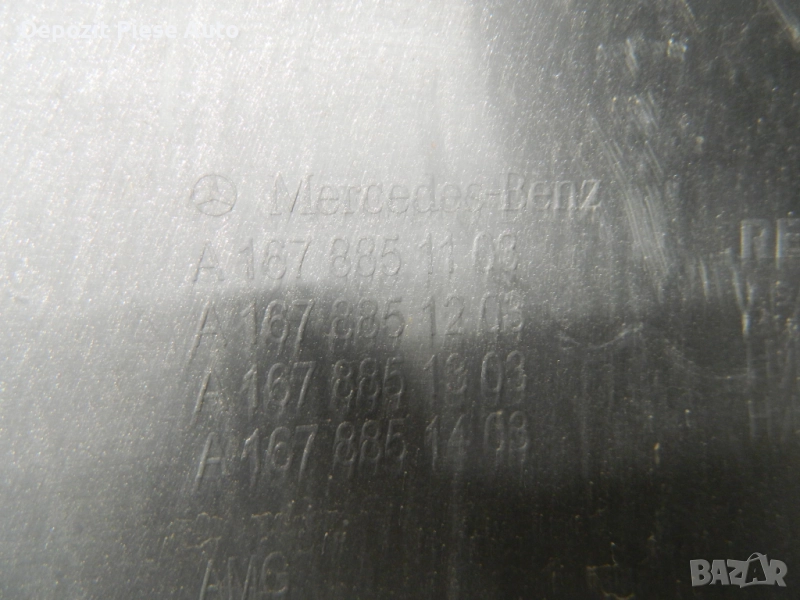 Depozit Piese Auto
Mercedes-Benz
A 167 885 11 03
RE
A 167 885 12 03
A 167 885 13 03
A 167 885 14 03
AMG
BAZAR